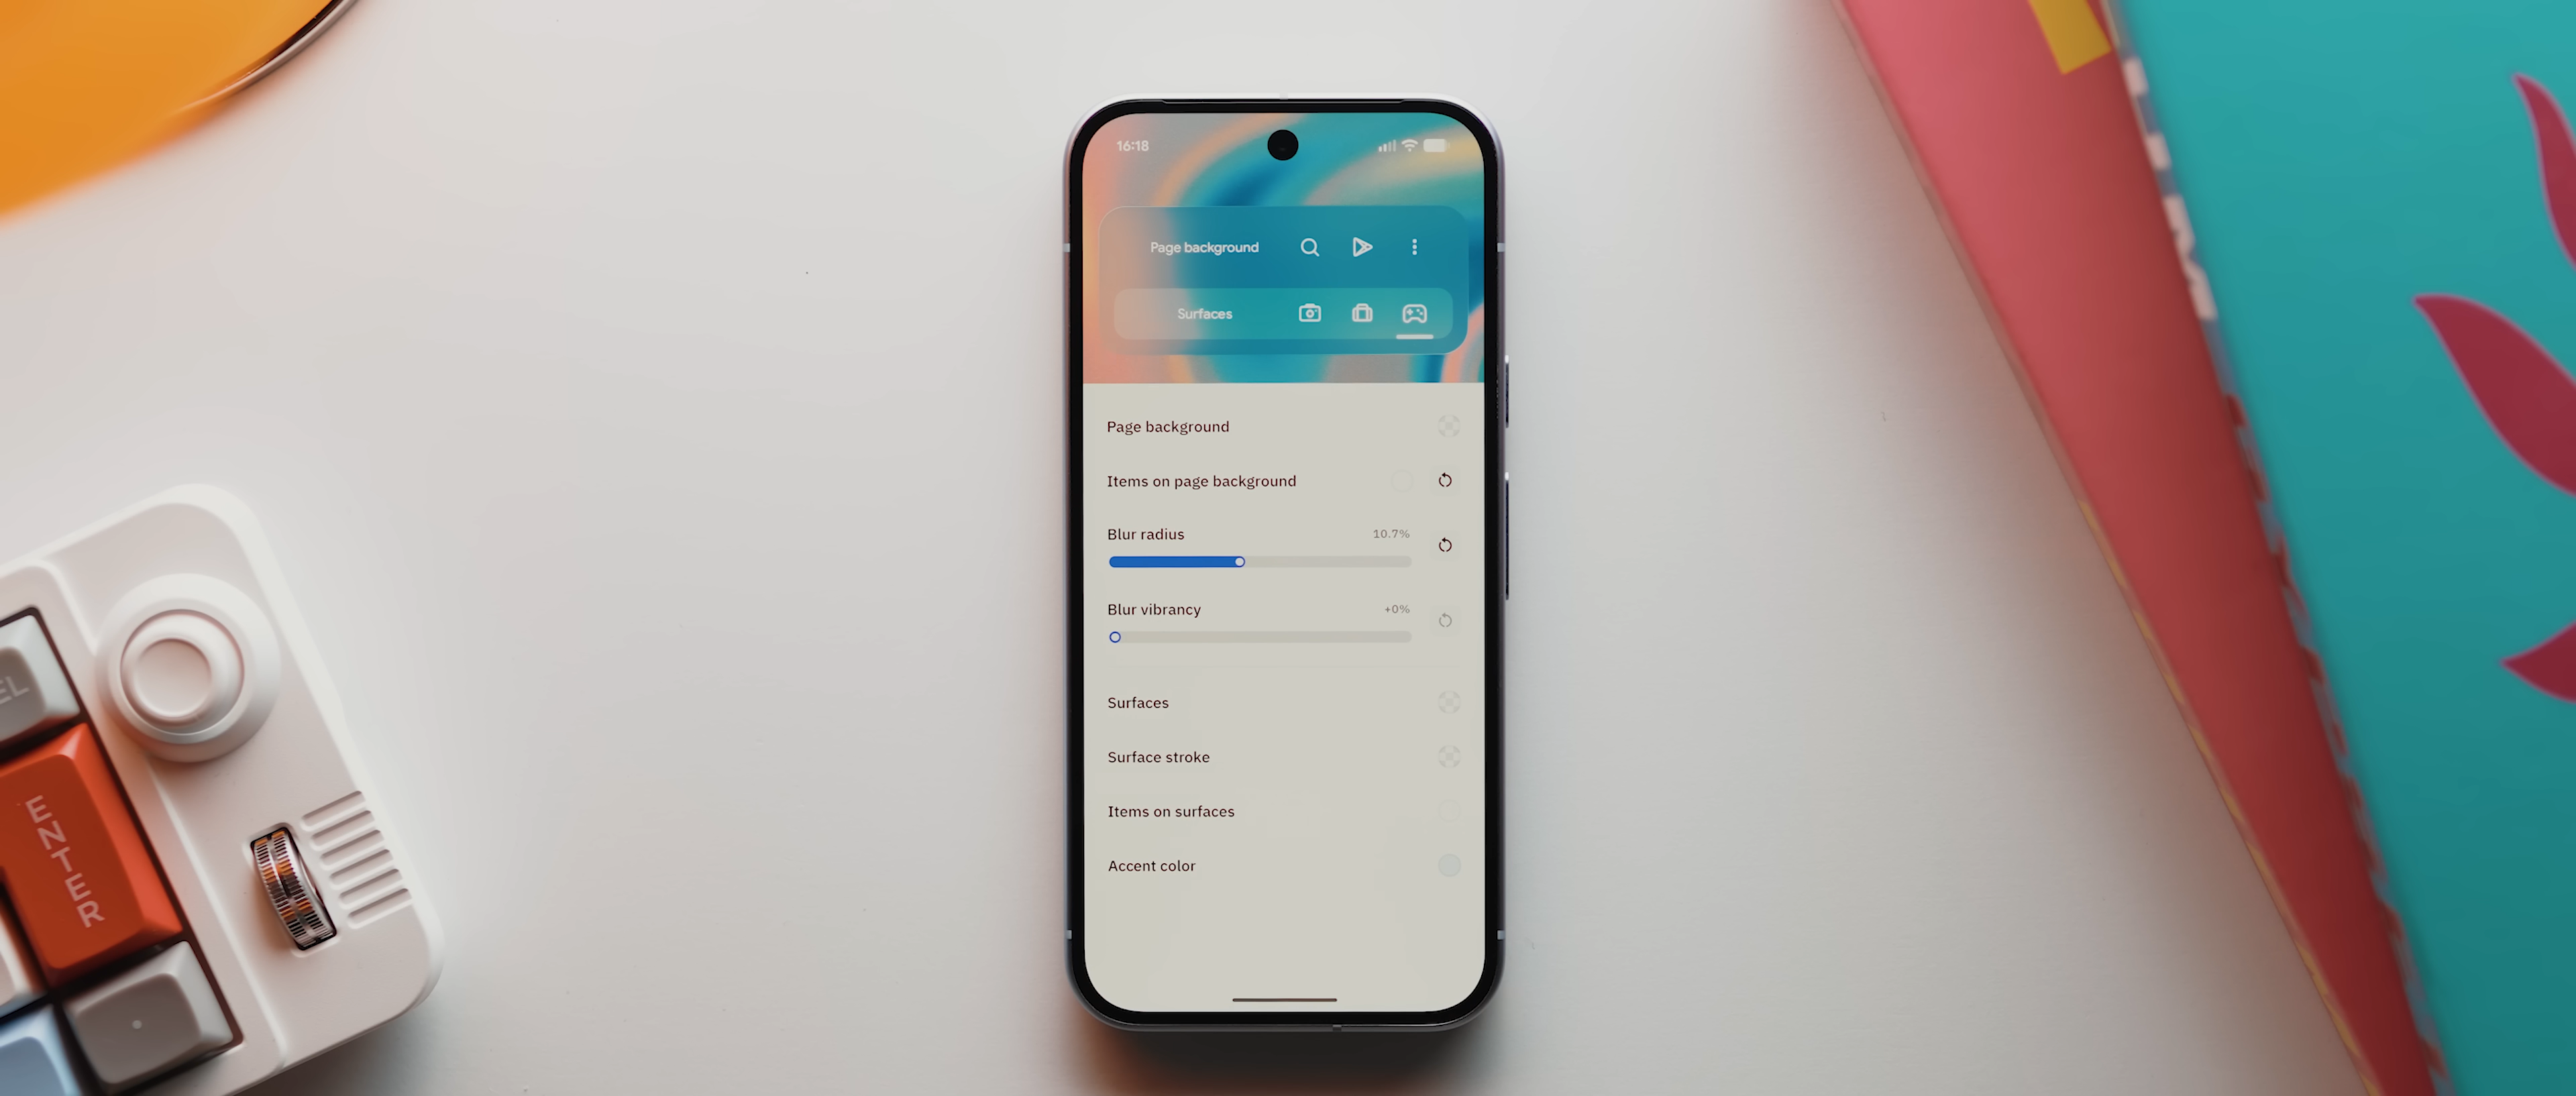 16:18
Page background
Surfaces
Page background
Items on page background
Blur radius
10.7%
Blur vibrancy
+0%
Surfaces
Surface stroke
Items on surfaces
Accent color
EL
ENTER